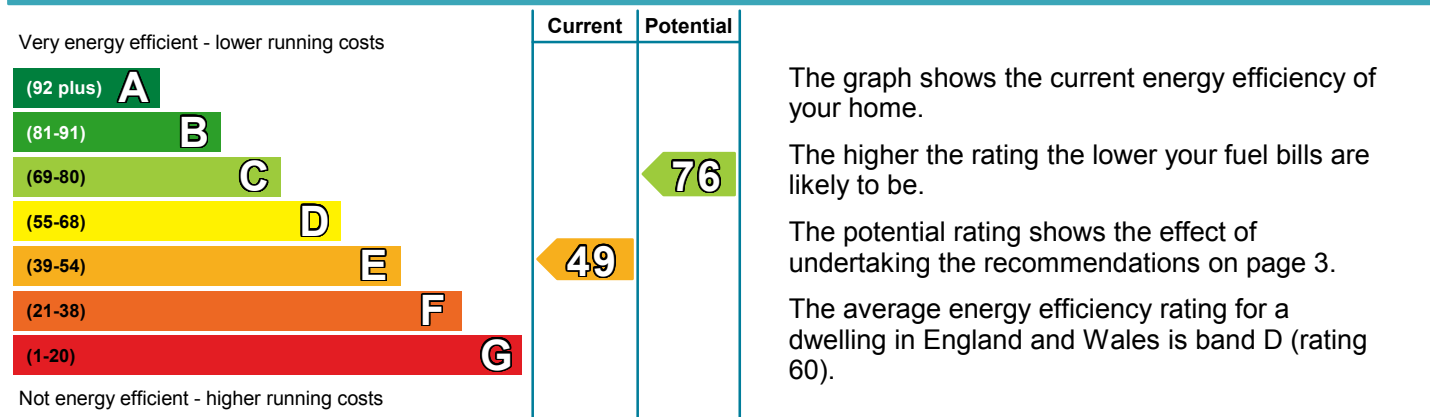 Current Potential
Very energy efficient - lower running costs
(92 plus) A
(81-91) B
(69-80) C
76
(55-68) D
(39-54) E
49
(21-38) F
(1-20) G
Not energy efficient - higher running costs
The graph shows the current energy efficiency of
your home.
The higher the rating the lower your fuel bills are
likely to be.
The potential rating shows the effect of
undertaking the recommendations on page 3.
The average energy efficiency rating for a
dwelling in England and Wales is band D (rating
60).